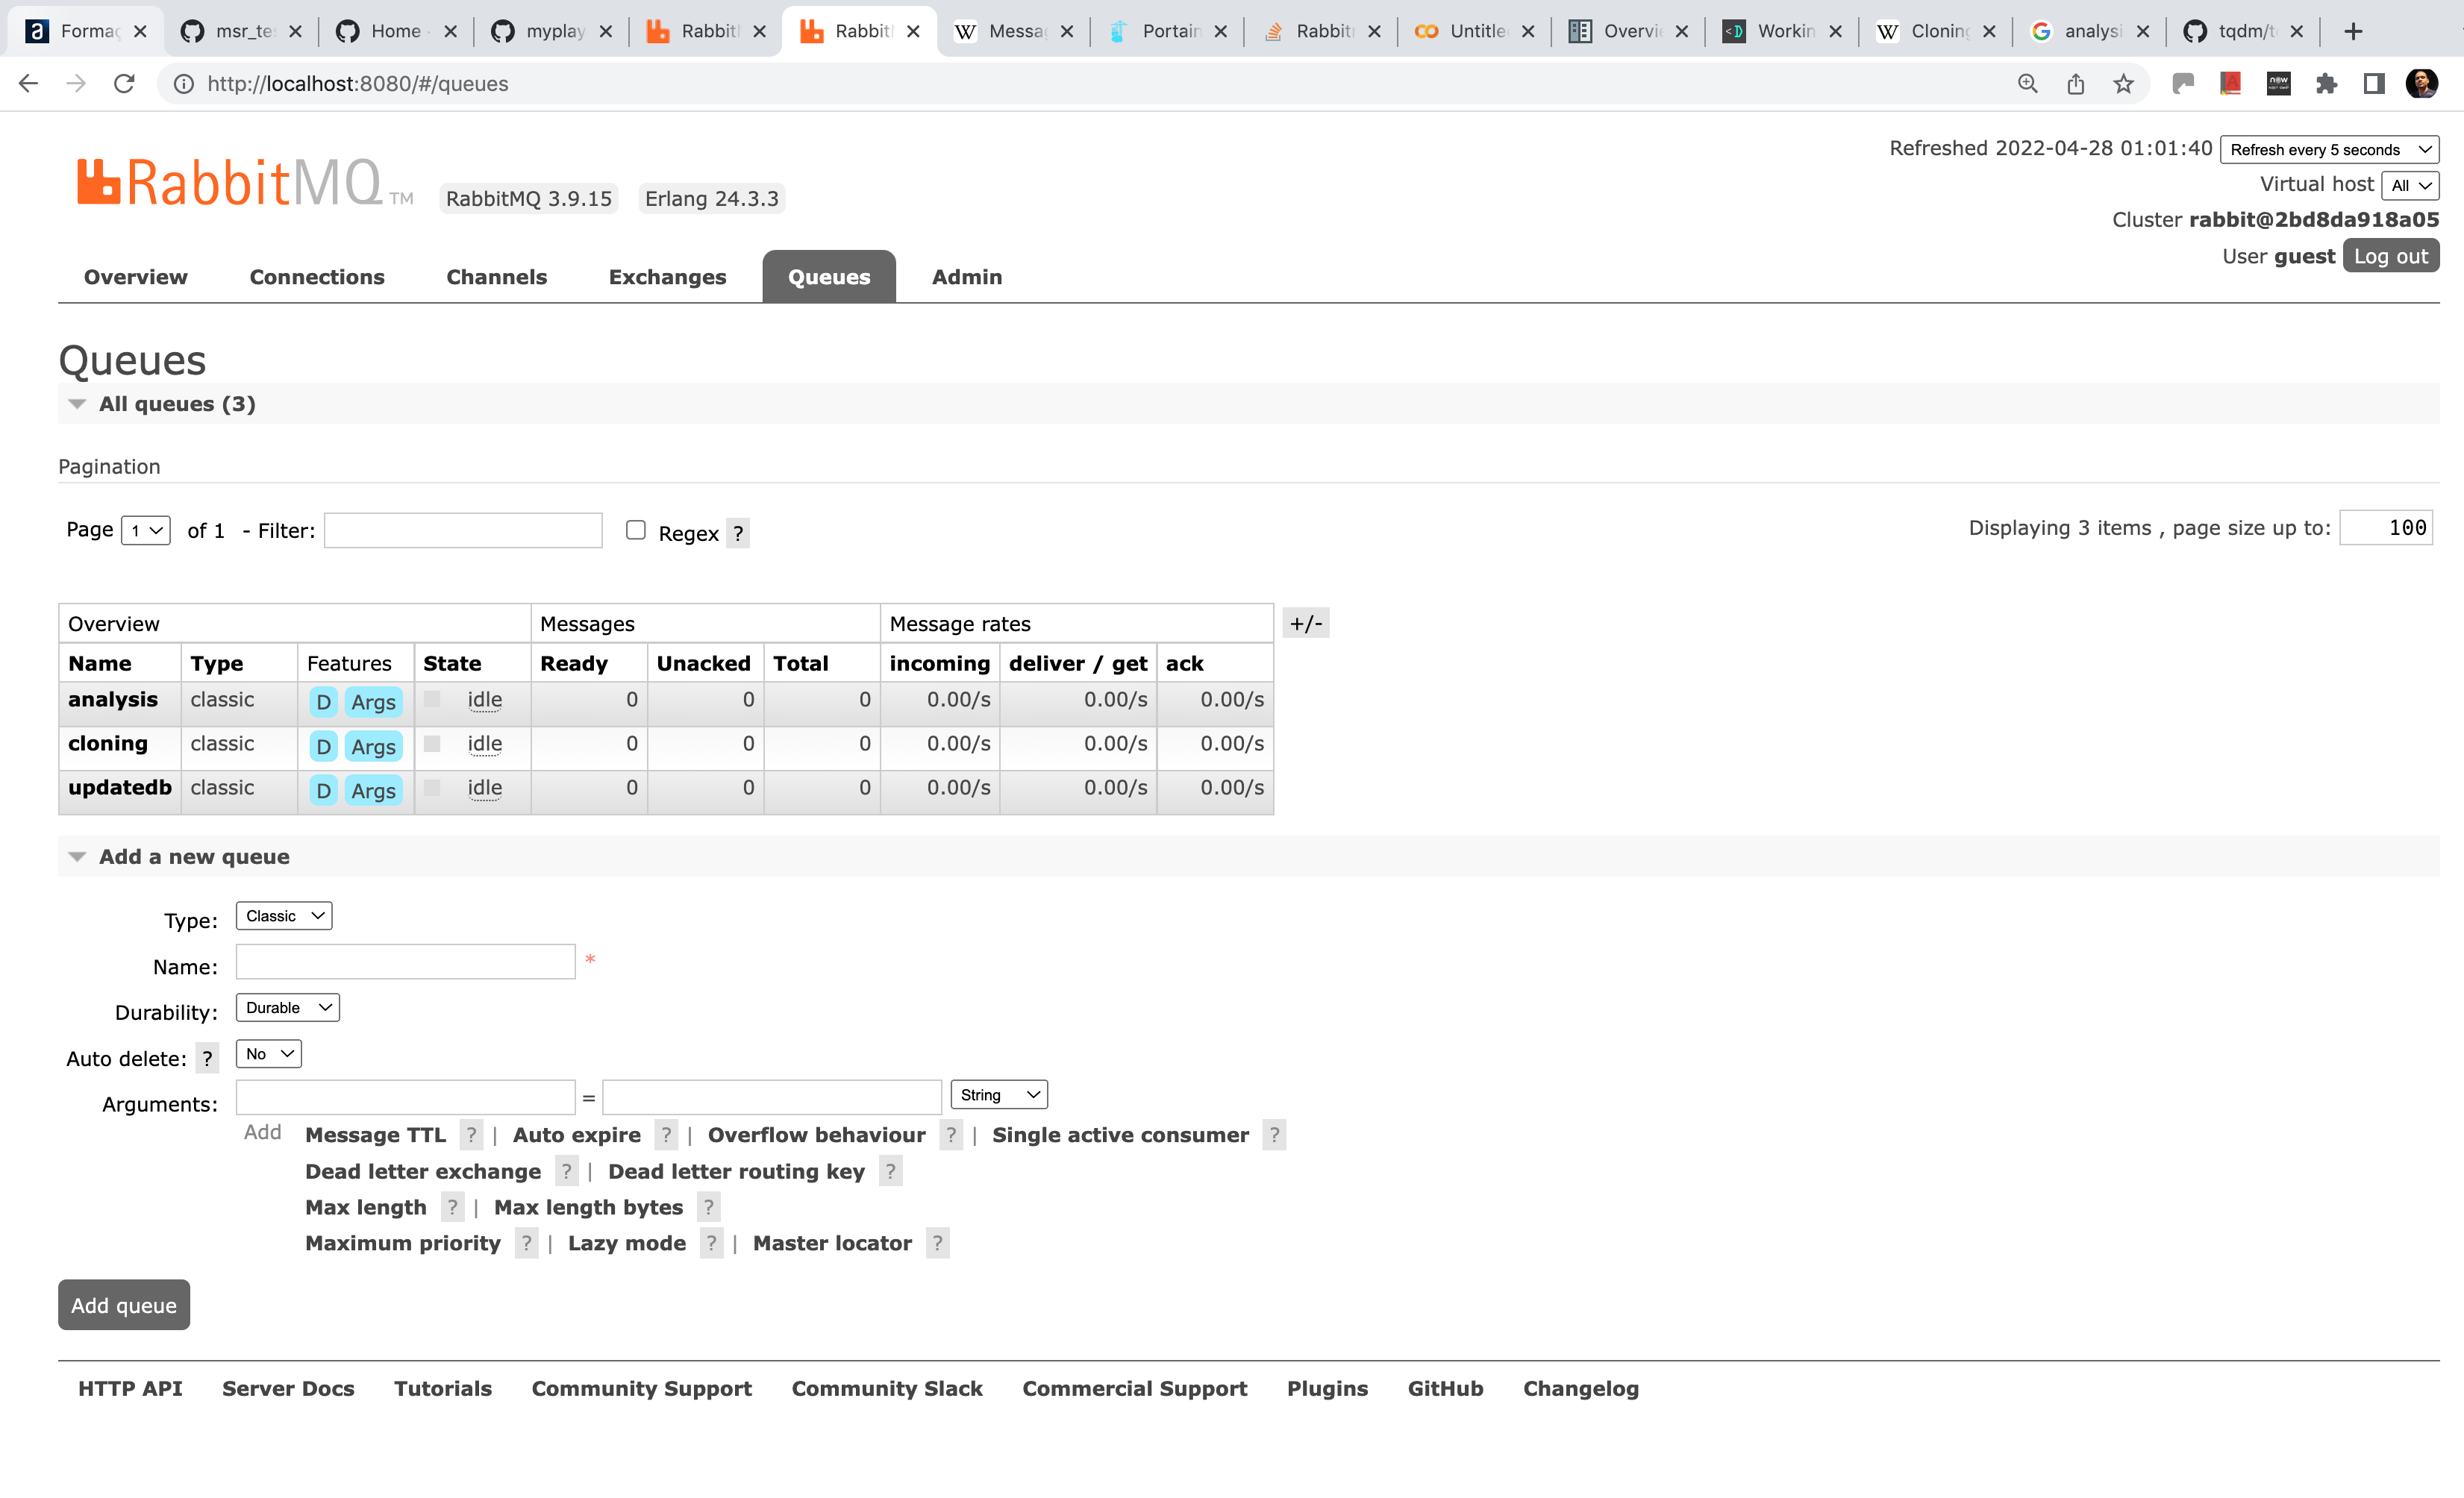 Formaç msr_tes Home - myplay Rabbit Rabbit Messag Portain Rabbit Untitle Overvi Workin Cloning analysi tqdm/t
http://localhost:8080/#/queues
Refreshed 2022-04-28 01:01:40 Refresh every 5 seconds
RabbitMQ TM RabbitMQ 3.9.15 Erlang 24.3.3
Virtual host All
Cluster rabbit@2bd8da918a05
User guest Log out
Overview Connections Channels Exchanges Queues Admin
Queues
All queues (3)
Pagination
Page 1 of 1 - Filter: Regex ? Displaying 3 items , page size up to: 100
Overview Messages Message rates +/-
Name Type Features State Ready Unacked Total incoming deliver / get ack
analysis classic D Args idle 0 0 0 0.00/s 0.00/s 0.00/s
cloning classic D Args idle 0 0 0 0.00/s 0.00/s 0.00/s
updatedb classic D Args idle 0 0 0 0.00/s 0.00/s 0.00/s
Add a new queue
Type: Classic
Name: *
Durability: Durable
Auto delete: ? No
Arguments: = String
Add Message TTL ? | Auto expire ? | Overflow behaviour ? | Single active consumer ?
Dead letter exchange ? | Dead letter routing key ?
Max length ? | Max length bytes ?
Maximum priority ? | Lazy mode ? | Master locator ?
Add queue
HTTP API Server Docs Tutorials Community Support Community Slack Commercial Support Plugins GitHub Changelog